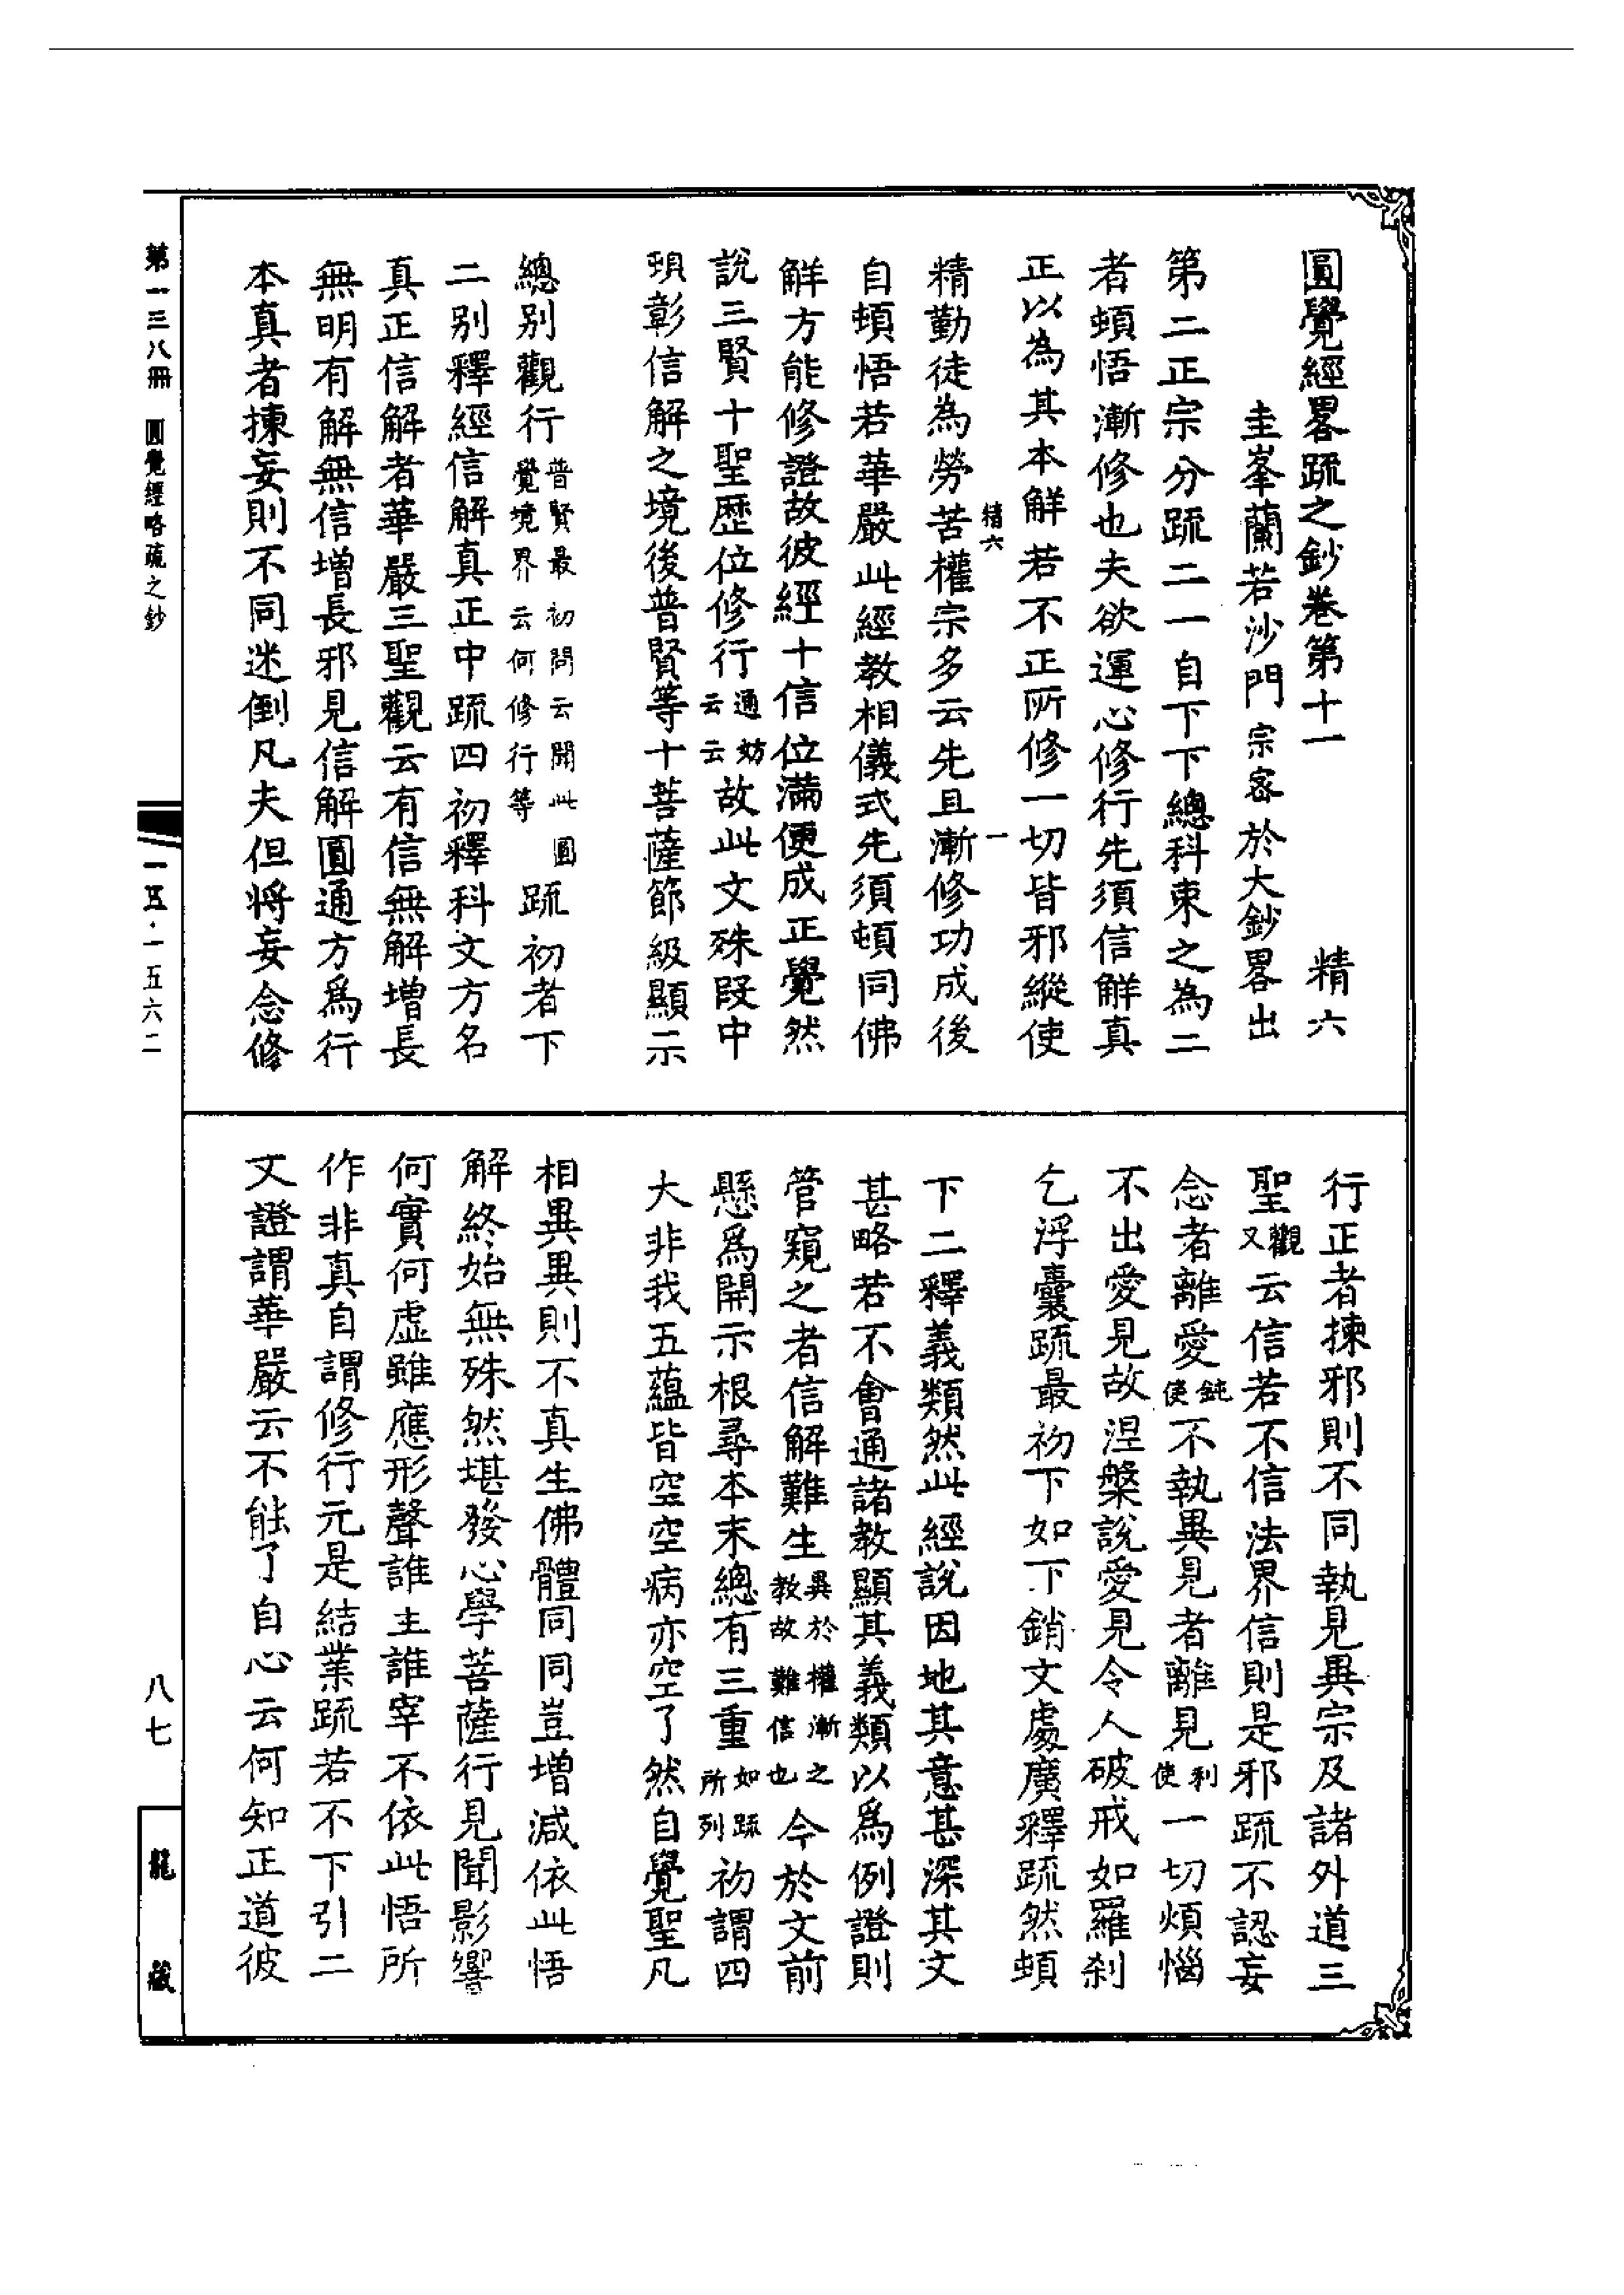 圓覺經畧䟽之鈔卷第十一　精六
圭峯蘭若沙門宗密於大鈔畧出
第二正宗分䟽二一自下下總科束之為二
者頓悟漸修也夫欲運心修行先須信解真
正以為其本解若不正所修一切皆邪縱使
精六　一
精勤徒為勞苦權宗多云先且漸修功成後
自頓悟若華嚴此經教相儀式先須頓同佛
解方能修證故彼經十信位滿便成正覺然
說三賢十聖歷位修行通妨云云故此文殊段中
頓彰信解之境後普賢等十菩薩節級顯示
總別觀行普賢最初問云聞此圓覺境界云何修行等䟽初者下
二別釋經信解真正中䟽四初釋科文方名
真正信解者華嚴三聖觀云有信無解增長
無明有解無信增長邪見信解圓通方爲行
本真者揀妄則不同迷倒凡夫但將妄念修
行正者揀邪則不同執見異宗及諸外道三
聖觀又云信若不信法界信則是邪䟽不認妄
念者離愛鈍使不執異見者離見利使一切煩惱
不出愛見故涅槃說愛見令人破戒如羅刹
乞浮囊䟽最初下如下銷文處廣釋䟽然頓
下二釋義類然此經說因地其意甚深其文
甚略若不會通諸教顯其義類以爲例證則
管窺之者信解難生異於權漸之教故難信也今於文前
懸爲開示根尋本末總有三重如䟽所列初謂四
大非我五蘊皆空空病亦空了然自覺聖凡
相異異則不真生佛體同同豈增減依此悟
解終始無殊然堪發心學菩薩行見聞影響
何實何虛雖應形聲誰主誰宰不依此悟所
作非真自謂修行元是結業䟽若不下引二
文證謂華嚴云不能了自心云何知正道彼
第一三八冊　圓覺經略疏之鈔
一五·一五六二
八七
龍藏